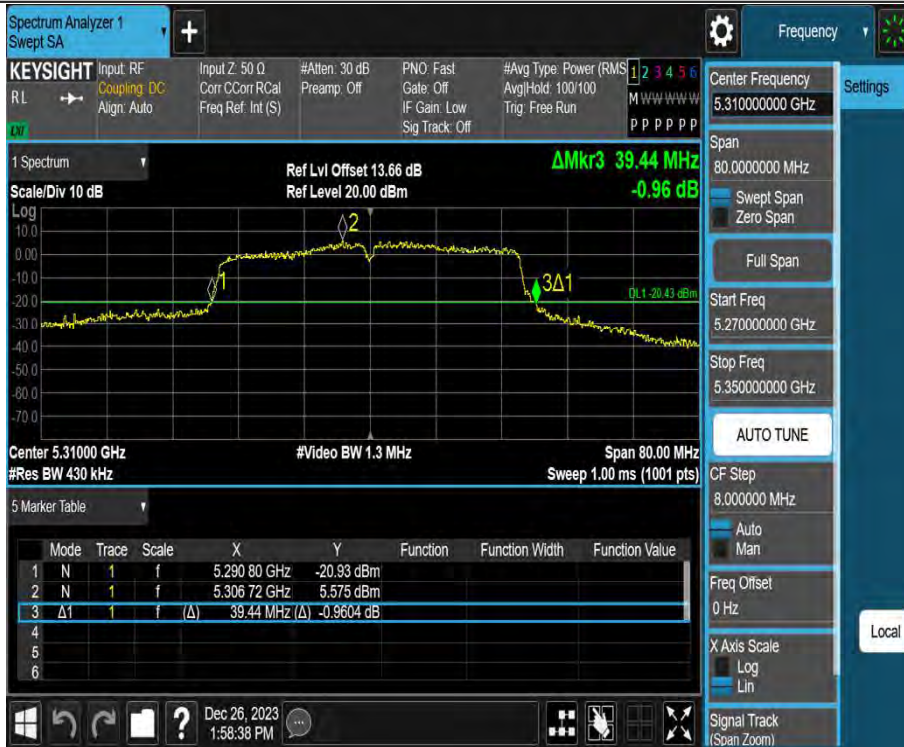 Spectrum Analyzer 1
Swept SA
+
Frequency
KEYSIGHT
RL
LXI
Input: RF
Coupling: DC
Align: Auto
Input Z: 50 Ω
Corr CCorr RCal
Freq Ref: Int (S)
#Atten: 30 dB
Preamp: Off
PNO: Fast
Gate: Off
IF Gain: Low
Sig Track: Off
#Avg Type: Power (RMS
Avg|Hold: 100/100
Trig: Free Run
1 2 3 4 5 6
M W W W W W
P P P P P P
Center Frequency
5.310000000 GHz
Settings
Span
80.0000000 MHz
Swept Span
Zero Span
Full Span
Start Freq
5.270000000 GHz
Stop Freq
5.350000000 GHz
AUTO TUNE
CF Step
8.000000 MHz
Auto
Man
Freq Offset
0 Hz
X Axis Scale
Log
Lin
Local
Signal Track
(Span Zoom)
1 Spectrum
Scale/Div 10 dB
Ref Lvl Offset 13.66 dB
Ref Level 20.00 dBm
ΔMkr3 39.44 MHz
-0.96 dB
Log
10.0
0.00
-10.0
-20.0
-30.0
-40.0
-50.0
-60.0
-70.0
1
2
3Δ1
DL1 -20.43 dBm
Center 5.31000 GHz
#Video BW 1.3 MHz
Span 80.00 MHz
#Res BW 430 kHz
Sweep 1.00 ms (1001 pts)
5 Marker Table
Mode Trace Scale X Y Function Function Width Function Value
1 N 1 f 5.290 80 GHz -20.93 dBm
2 N 1 f 5.306 72 GHz 5.575 dBm
3 Δ1 1 f (Δ) 39.44 MHz (Δ) -0.9604 dB
4
5
6
?
Dec 26, 2023
1:58:38 PM